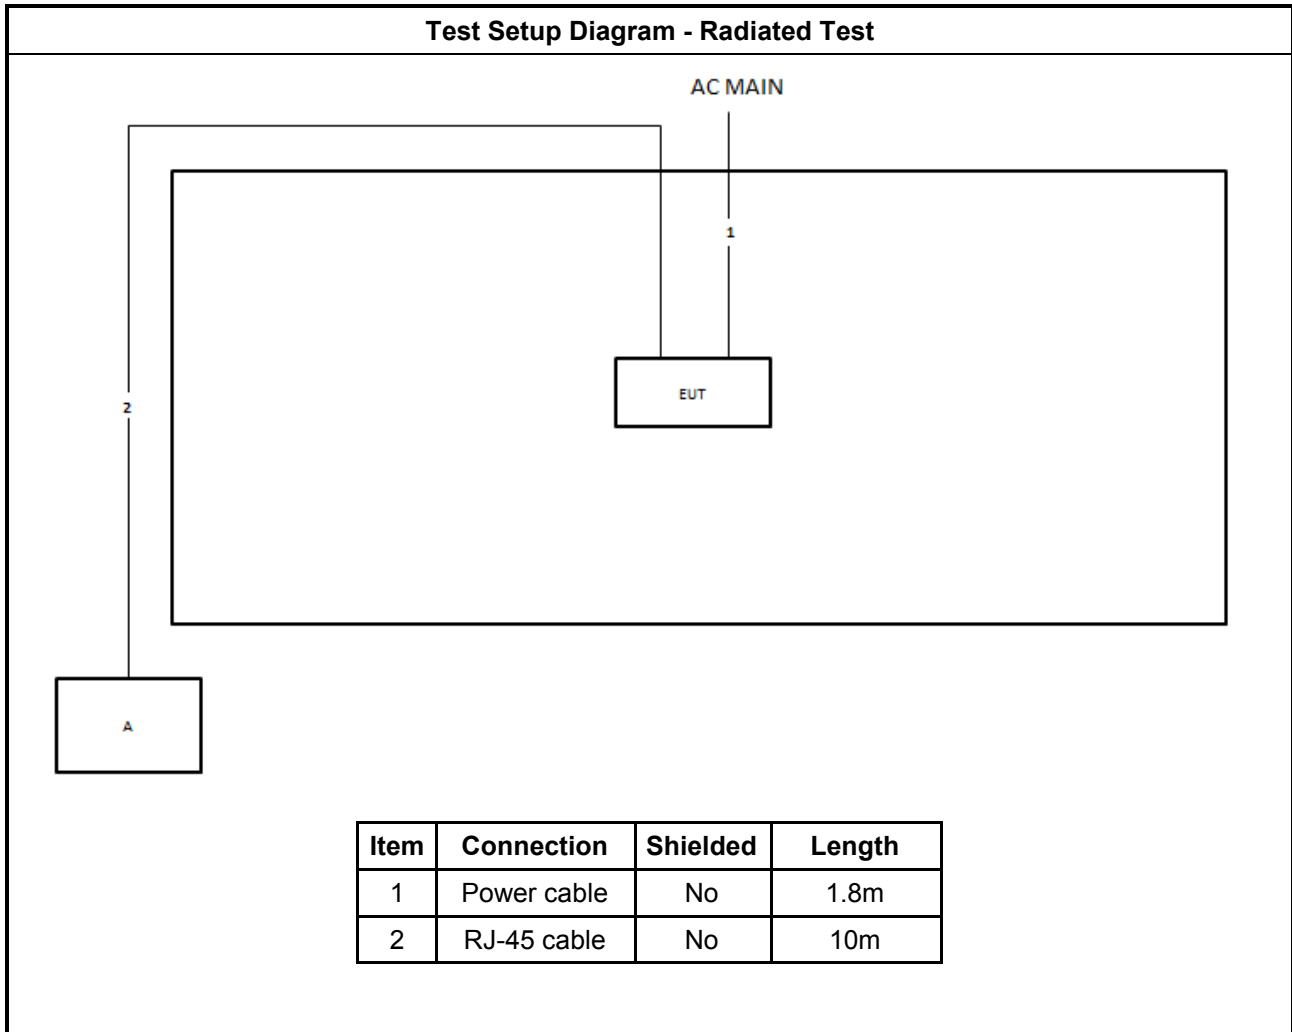 Test Setup Diagram - Radiated Test
AC MAIN
1
EUT
2
A
Item Connection Shielded Length
1 Power cable No 1.8m
2 RJ-45 cable No 10m